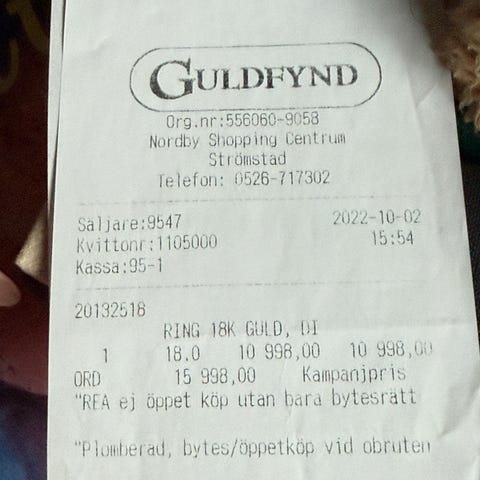 GULDFYND
Org.nr:556060-9058
Nordby Shopping Centrum
Strömstad
Telefon: 0526-717302
Säljare:9547 2022-10-02
Kvittonr:1105000 15:54
Kassa:95-1
20132518
RING 18K GULD, DI
1 18.0 10 998,00 10 998,00
ORD 15 998,00 Kampanjpris
"REA ej öppet köp utan bara bytesrätt
"Plomberad, bytes/öppetköp vid obruten